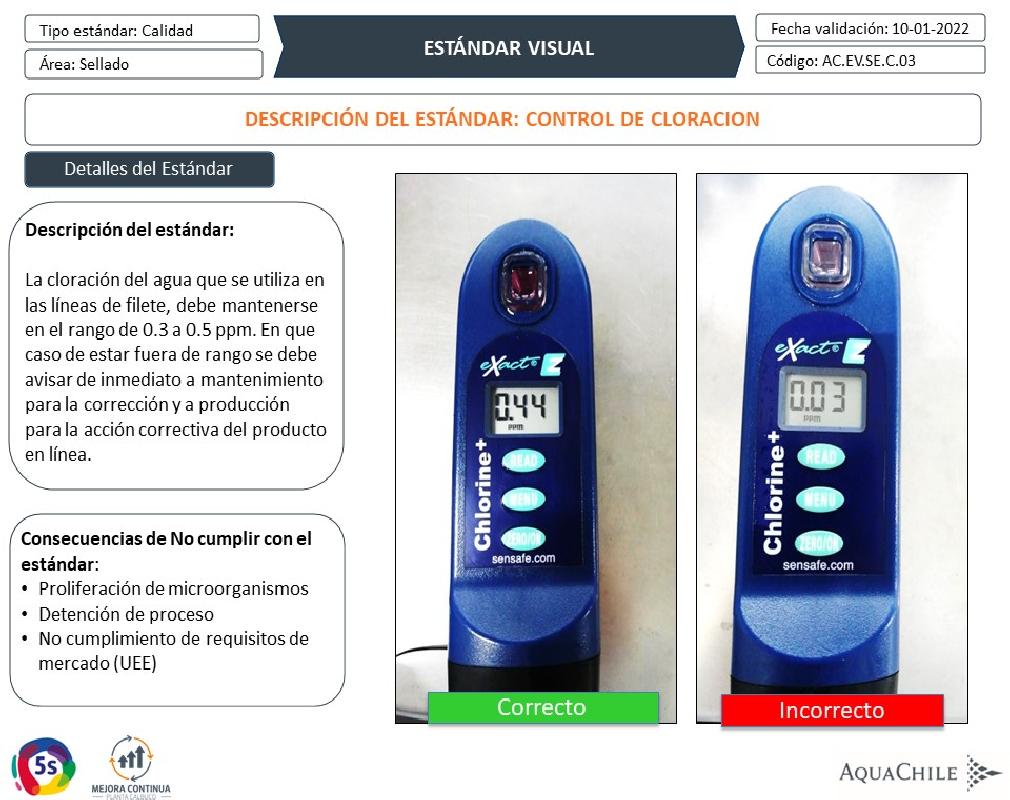 Tipo estándar: Calidad
Área: Sellado
ESTÁNDAR VISUAL
Fecha validación: 10-01-2022
Código: AC.EV.SE.C.03
DESCRIPCIÓN DEL ESTÁNDAR: CONTROL DE CLORACION
Detalles del Estándar
Descripción del estándar:
La cloración del agua que se utiliza en
las líneas de filete, debe mantenerse
en el rango de 0.3 a 0.5 ppm. En que
caso de estar fuera de rango se debe
avisar de inmediato a mantenimiento
para la corrección y a producción
para la acción correctiva del producto
en línea.
Consecuencias de No cumplir con el
estándar:
• Proliferación de microorganismos
• Detención de proceso
• No cumplimiento de requisitos de
mercado (UEE)
eXact® EZ
0.44
PPM
Chlorine+
READ
MENU
ZERO/ON
sensafe.com
Correcto
eXact® EZ
0.03
PPM
Chlorine+
READ
MENU
ZERO/ON
sensafe.com
Incorrecto
5s
MEJORA CONTINUA
PLANTA CALBUCO
AQUACHILE